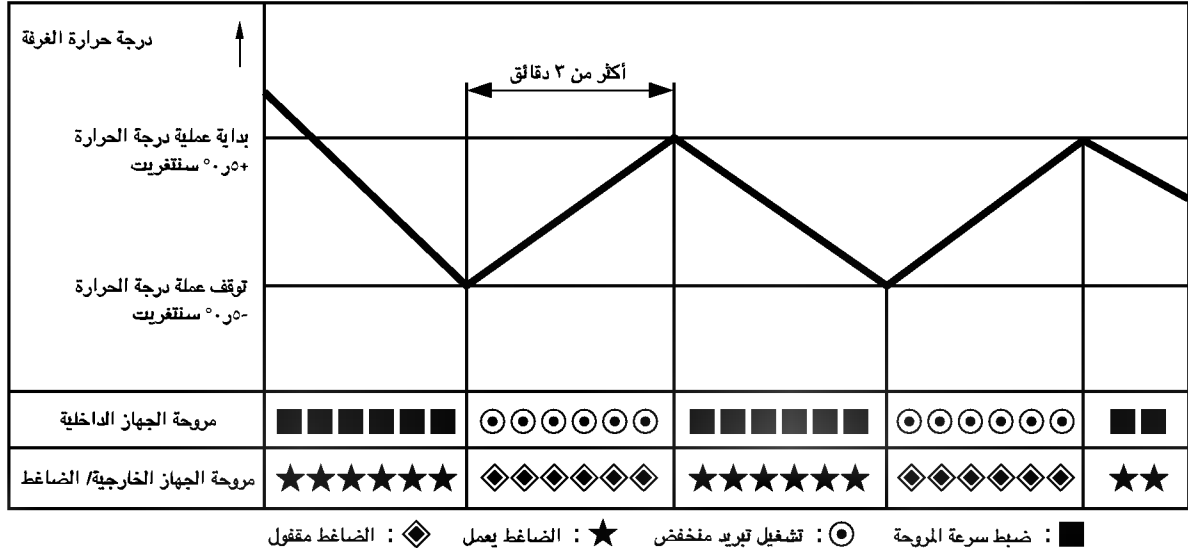 درجة حرارة الغرفة
أكثر من ٣ دقائق
بداية عملية درجة الحرارة
+٥ر٠° سنتغريت
توقف عملة درجة الحرارة
-٥ر٠° سنتغريت
مروحة الجهاز الداخلية
مروحة الجهاز الخارجية/ الضاغط
■ : ضبط سرعة المروحة ◉ : تشغيل تبريد منخفض ★ : الضاغط يعمل ◈ : الضاغط مقفول